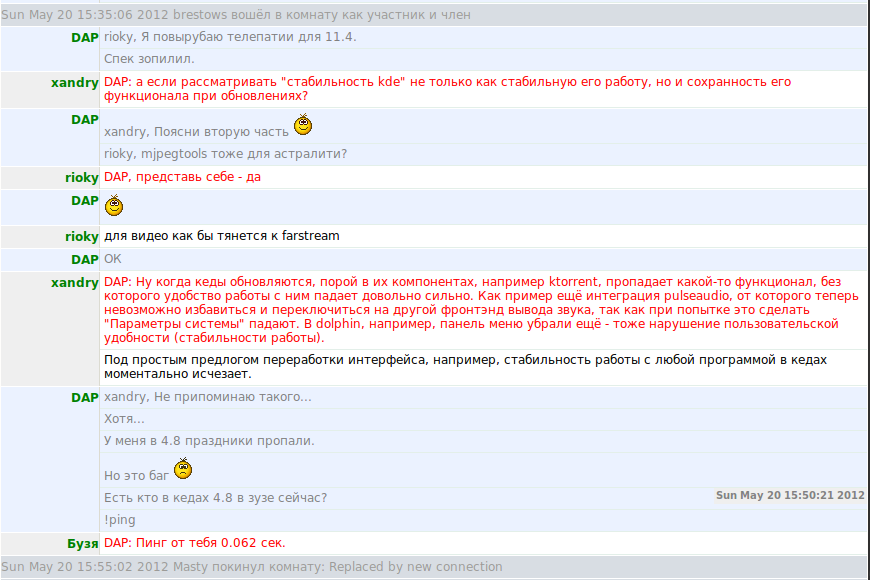 Sun May 20 15:35:06 2012 brestows вошёл в комнату как участник и член
DAP rioky, Я повырубаю телепатии для 11.4.
Спек зопилил.
xandry DAP: а если рассматривать "стабильность kde" не только как стабильную его работу, но и сохранность его
функционала при обновлениях?
DAP xandry, Поясни вторую часть
rioky, mjpegtools тоже для астралити?
rioky DAP, представь себе - да
DAP
rioky для видео как бы тянется к farstream
DAP ОК
xandry DAP: Ну когда кеды обновляются, порой в их компонентах, например ktorrent, пропадает какой-то функционал, без
которого удобство работы с ним падает довольно сильно. Как пример ещё интеграция pulseaudio, от которого теперь
невозможно избавиться и переключиться на другой фронтэнд вывода звука, так как при попытке это сделать
"Параметры системы" падают. В dolphin, например, панель меню убрали ещё - тоже нарушение пользовательской
удобности (стабильности работы).
Под простым предлогом переработки интерфейса, например, стабильность работы с любой программой в кедах
моментально исчезает.
DAP xandry, Не припоминаю такого...
Хотя...
У меня в 4.8 праздники пропали.
Но это баг
Есть кто в кедах 4.8 в зузе сейчас? Sun May 20 15:50:21 2012
!ping
Бузя DAP: Пинг от тебя 0.062 сек.
Sun May 20 15:55:02 2012 Masty покинул комнату: Replaced by new connection